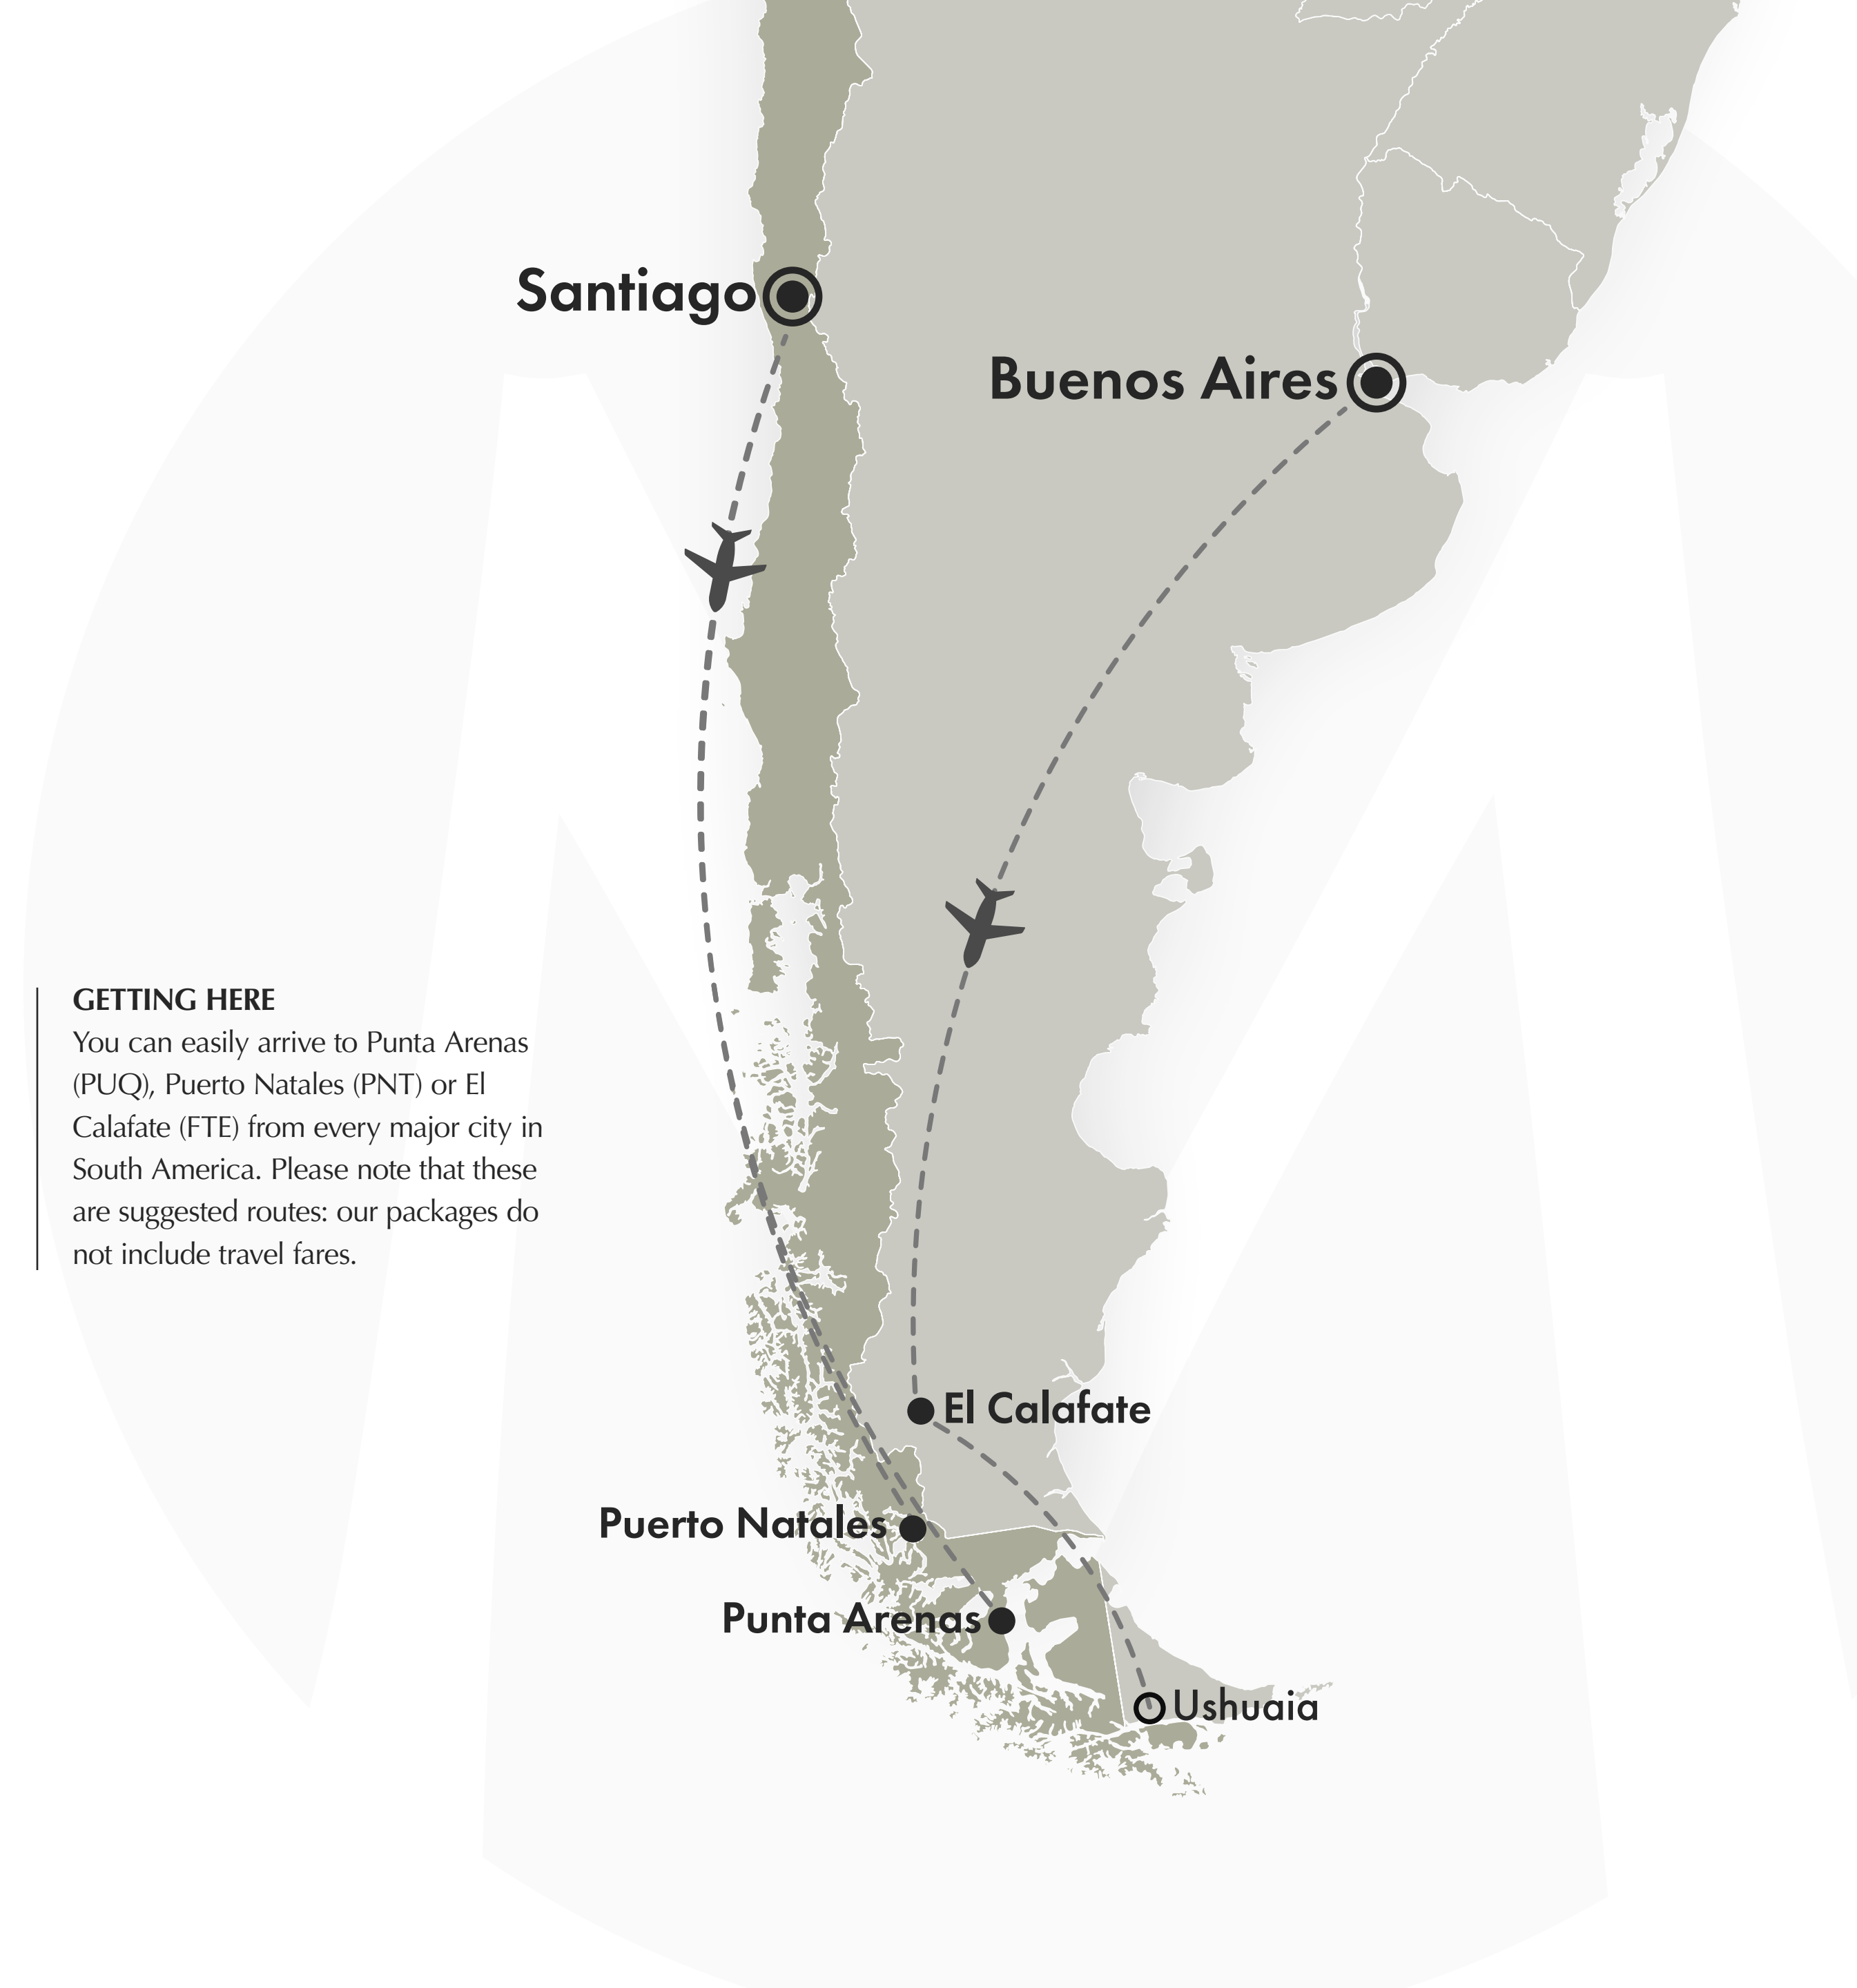 Santiago
Buenos Aires
GETTING HERE
You can easily arrive to Punta Arenas
(PUQ), Puerto Natales (PNT) or El
Calafate (FTE) from every major city in
South America. Please note that these
are suggested routes: our packages do
not include travel fares.
El Calafate
Puerto Natales
Punta Arenas
Ushuaia